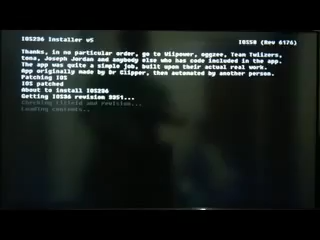 IOS236 Installer v5 IOS58 (Rev 6176)
Thanks, in no particular order, go to Wiipower, oggzee, Team Twiizers,
tona, Joseph Jordan and anybody else who has code included in the app.
The app was quite a simple job, built upon their actual real work.
App originally made by Dr Clipper, then automated by another person.
Patching IOS
IOS patched
About to install IOS236
Getting IOS36 revision 3351...
Checking titleid and revision...
Loading contents..